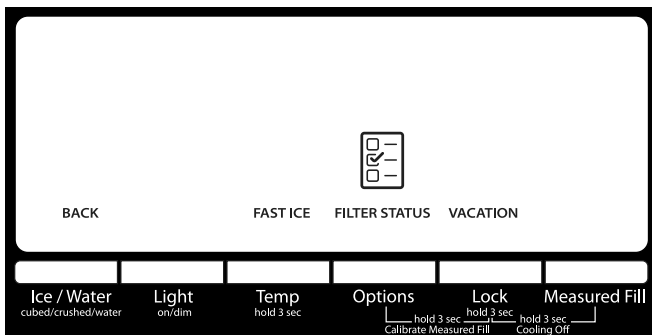 BACK FAST ICE FILTER STATUS VACATION
Ice / Water Light Temp Options Lock Measured Fill
cubed/crushed/water on/dim hold 3 sec hold 3 sec
hold 3 sec hold 3 sec
Calibrate Measured Fill Cooling Off